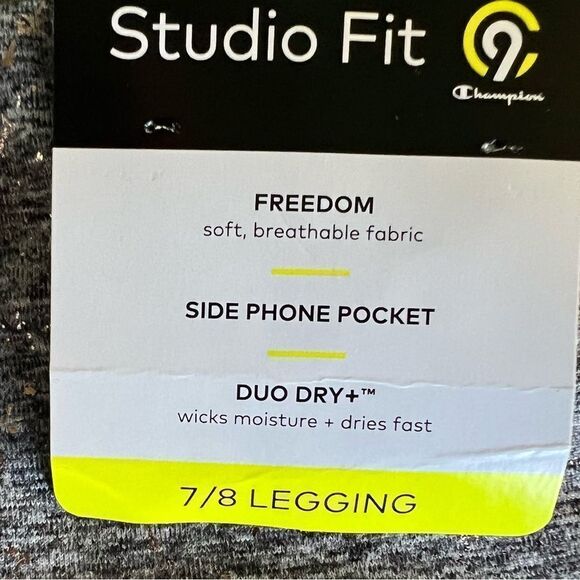 Studio Fit
C9
Champion
FREEDOM
soft, breathable fabric
SIDE PHONE POCKET
DUO DRY+™
wicks moisture + dries fast
7/8 LEGGING